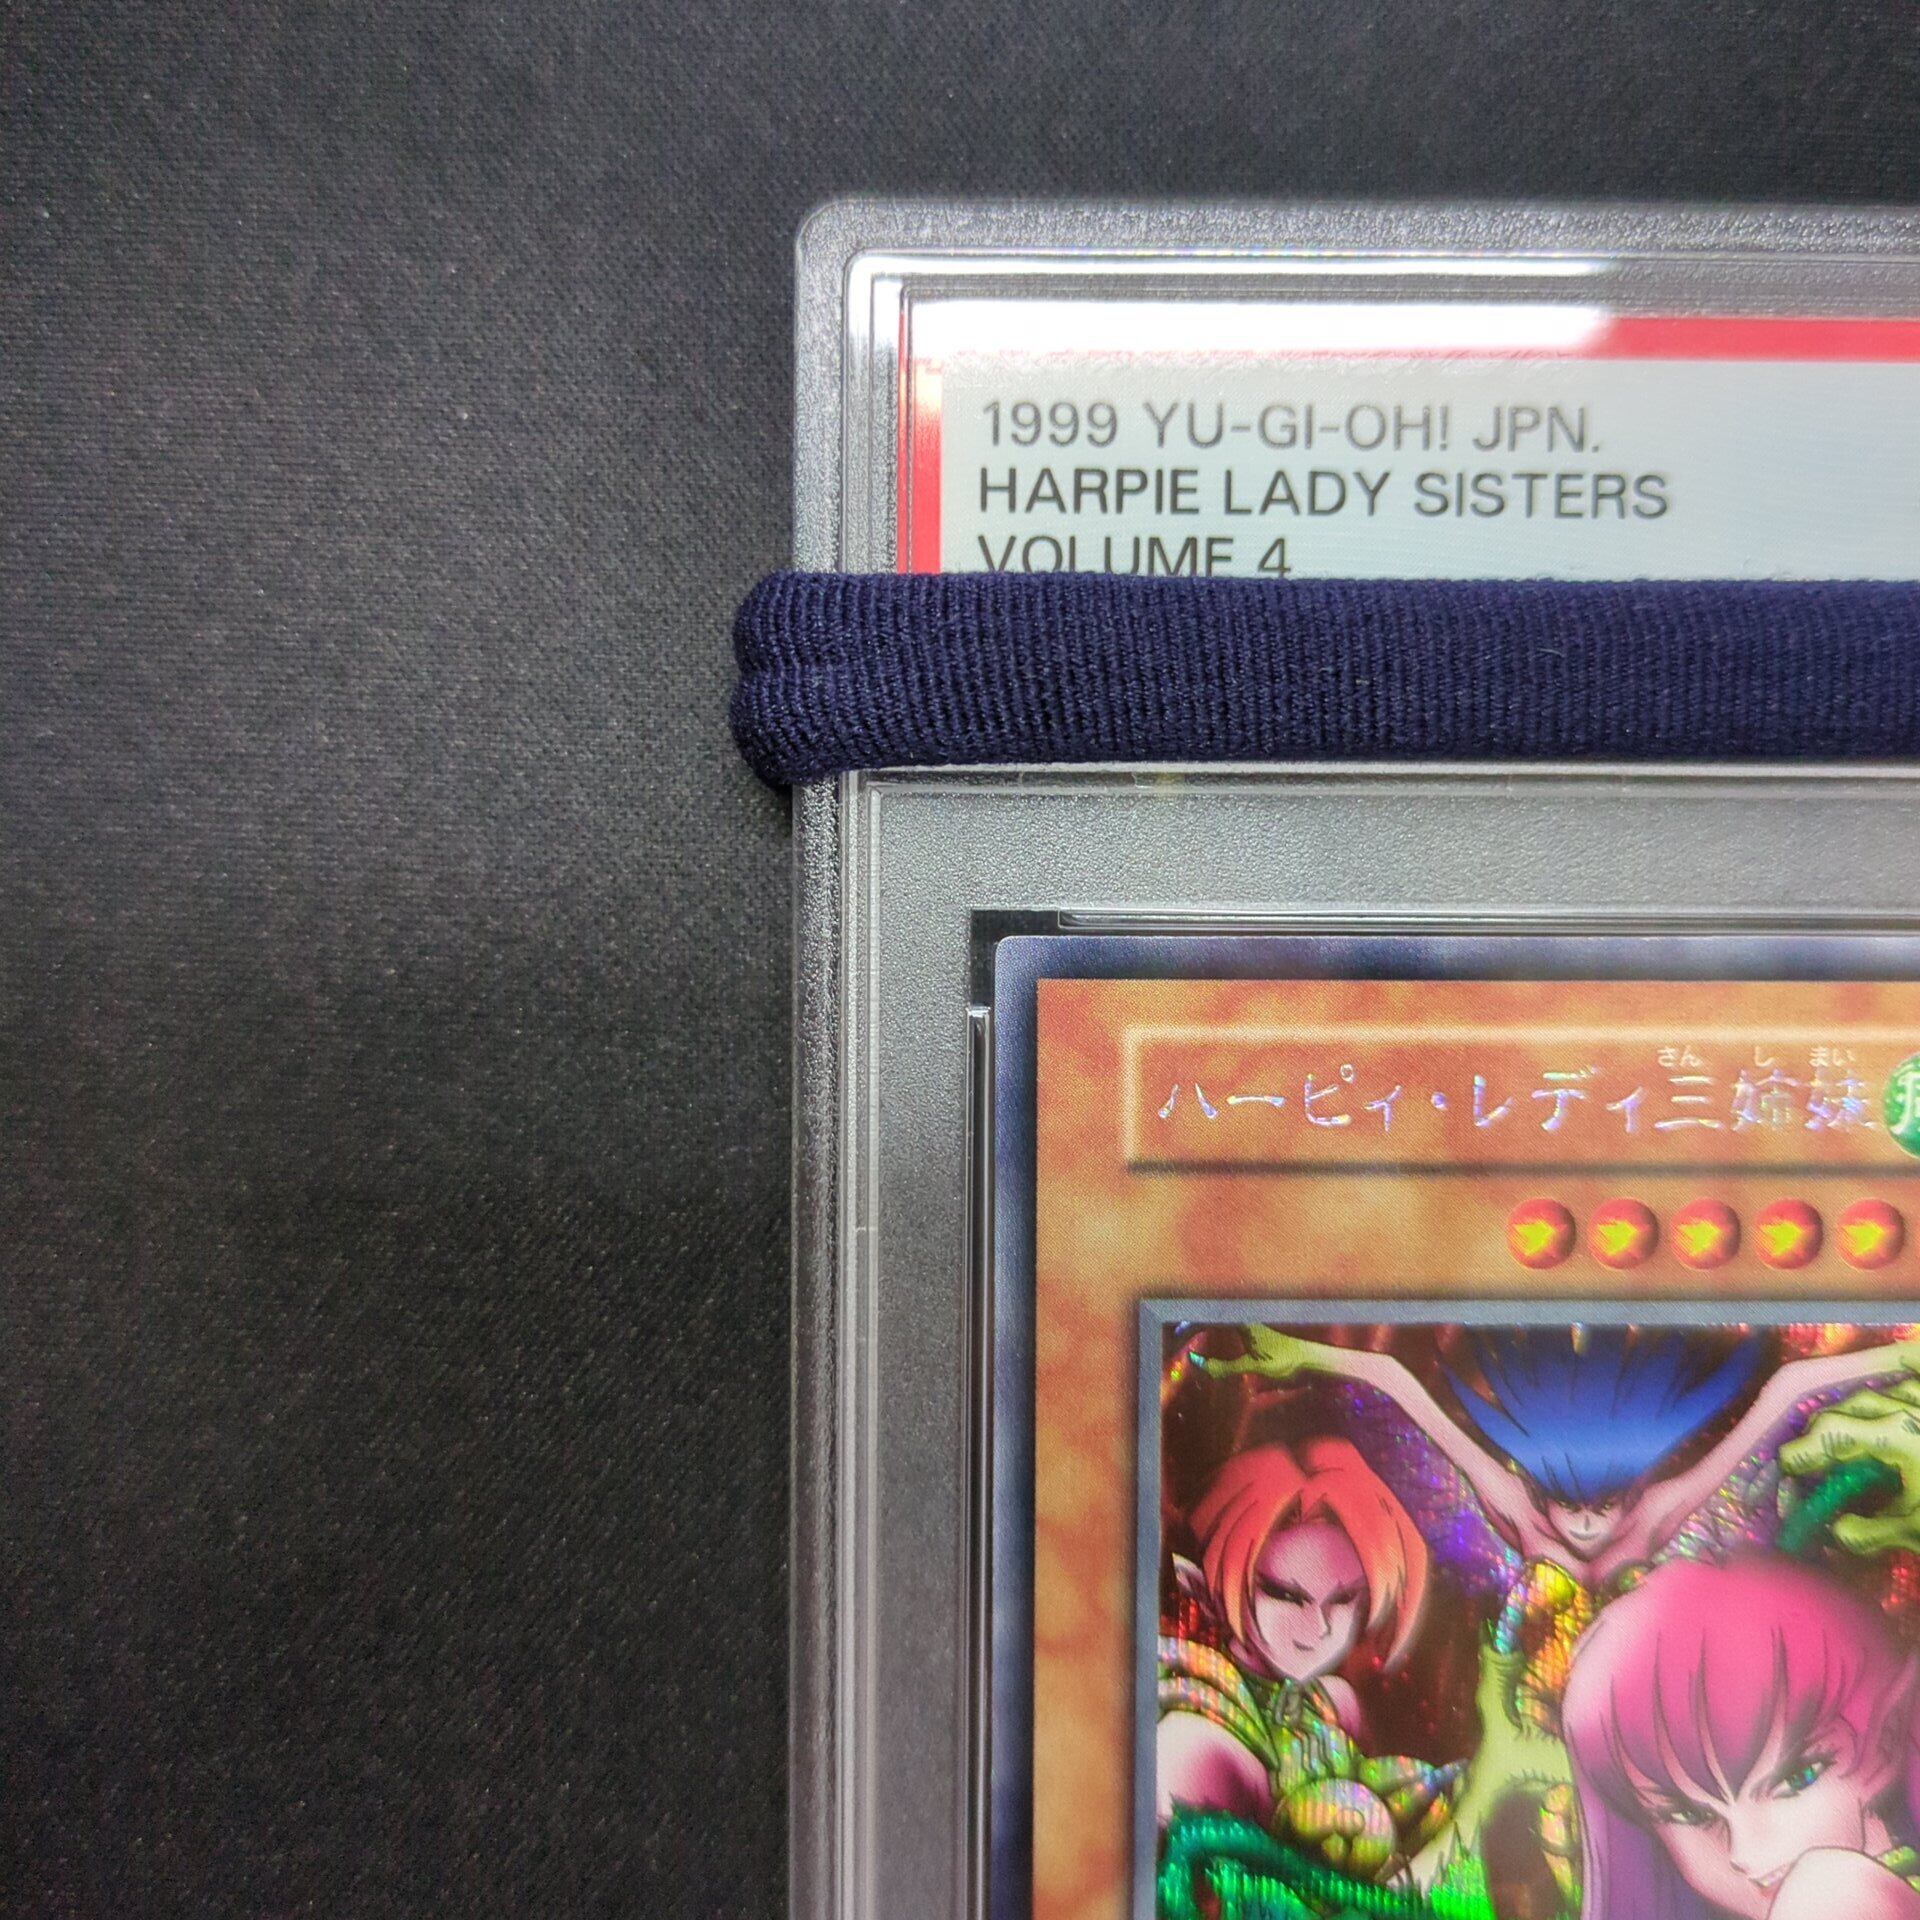 1999 YU-GI-OH! JPN.
HARPIE LADY SISTERS
VOLUME 4
さん し まい
ハーピィ・レディ三姉妹